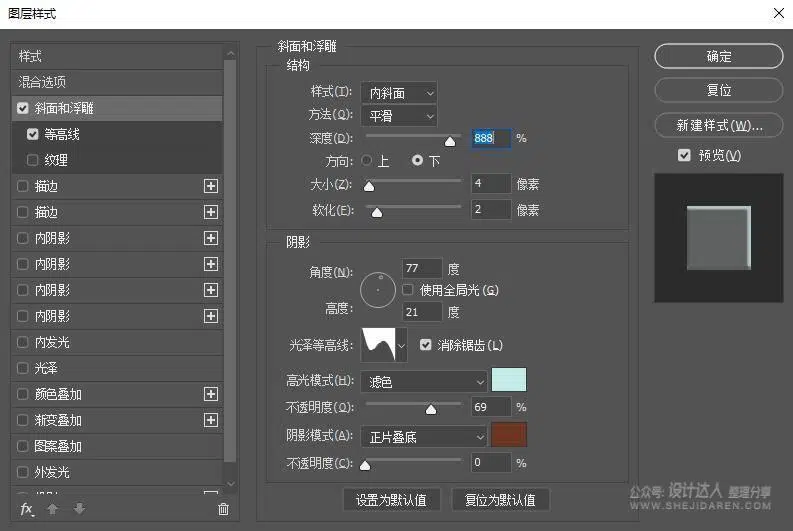 图层样式
样式
混合选项
斜面和浮雕
等高线
纹理
描边
描边
内阴影
内阴影
内阴影
内阴影
内发光
光泽
颜色叠加
渐变叠加
图案叠加
外发光
fx
斜面和浮雕
结构
样式(T): 内斜面
方法(Q): 平滑
深度(D): 888 %
方向: 上 下
大小(Z): 4 像素
软化(E): 2 像素
阴影
角度(N): 77 度
使用全局光(G)
高度: 21 度
光泽等高线: 消除锯齿(L)
高光模式(H): 滤色
不透明度(O): 69 %
阴影模式(A): 正片叠底
不透明度(C): 0 %
设置为默认值 复位为默认值
确定
复位
新建样式(W)...
预览(V)
公众号: 设计达人 整理分享
WWW.SHEJIDAREN.COM